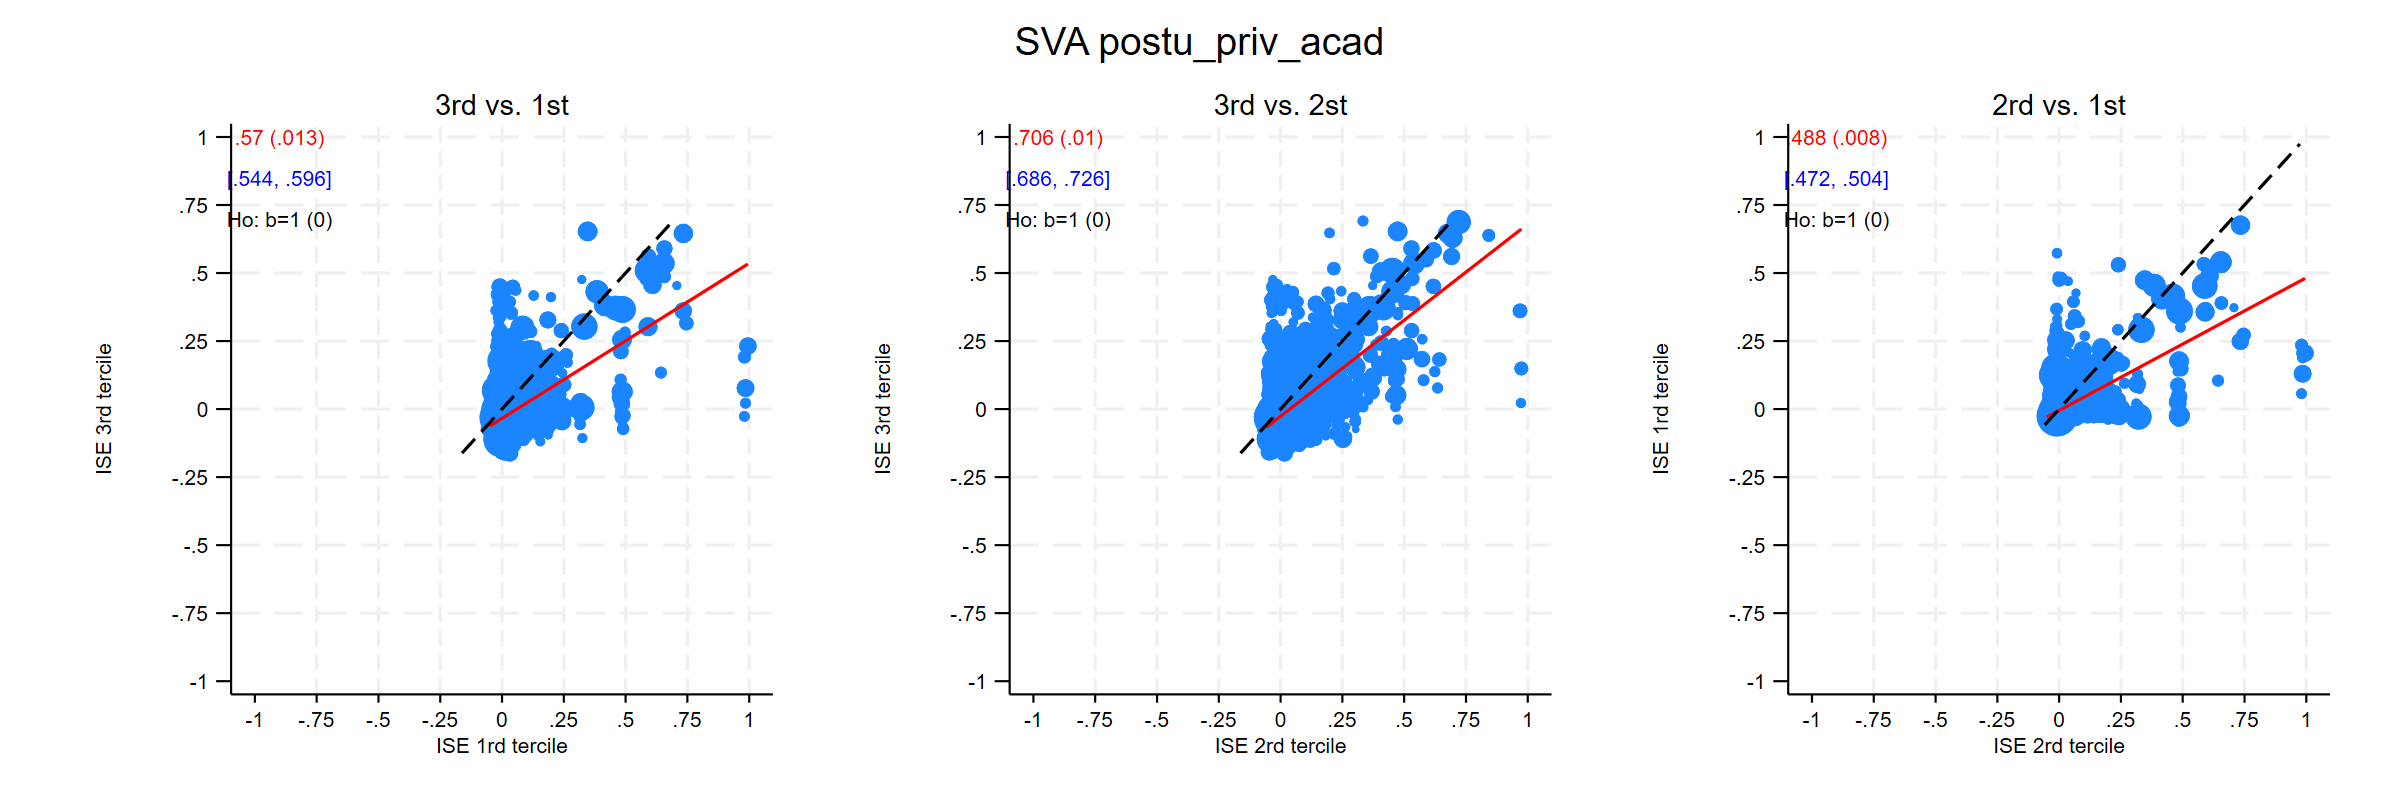 SVA postu_priv_acad
3rd vs. 1st
.57 (.013)
[.544, .596]
Ho: b=1 (0)
1
.75
.5
.25
0
-.25
-.5
-.75
-1
ISE 3rd tercile
-1 -.75 -.5 -.25 0 .25 .5 .75 1
ISE 1rd tercile
3rd vs. 2st
.706 (.01)
[.686, .726]
Ho: b=1 (0)
1
.75
.5
.25
0
-.25
-.5
-.75
-1
ISE 3rd tercile
-1 -.75 -.5 -.25 0 .25 .5 .75 1
ISE 2rd tercile
2rd vs. 1st
.488 (.008)
[.472, .504]
Ho: b=1 (0)
1
.75
.5
.25
0
-.25
-.5
-.75
-1
ISE 1rd tercile
-1 -.75 -.5 -.25 0 .25 .5 .75 1
ISE 2rd tercile